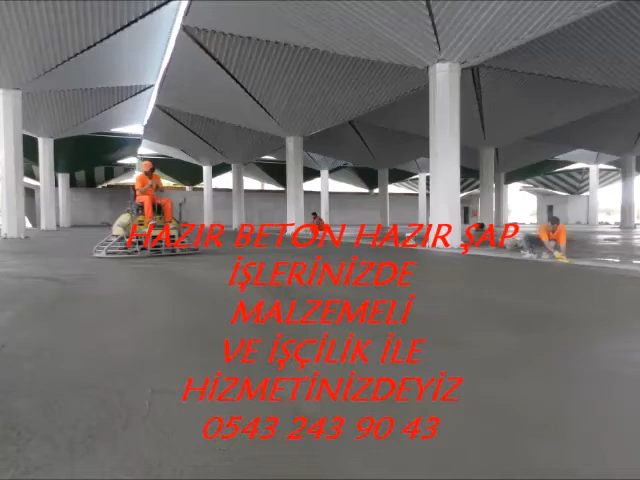 HAZIR BETON HAZIR ŞAP
İŞLERİNİZDE
MALZEMELİ
VE İŞÇİLİK İLE
HİZMETİNİZDEYİZ
0543 243 90 43